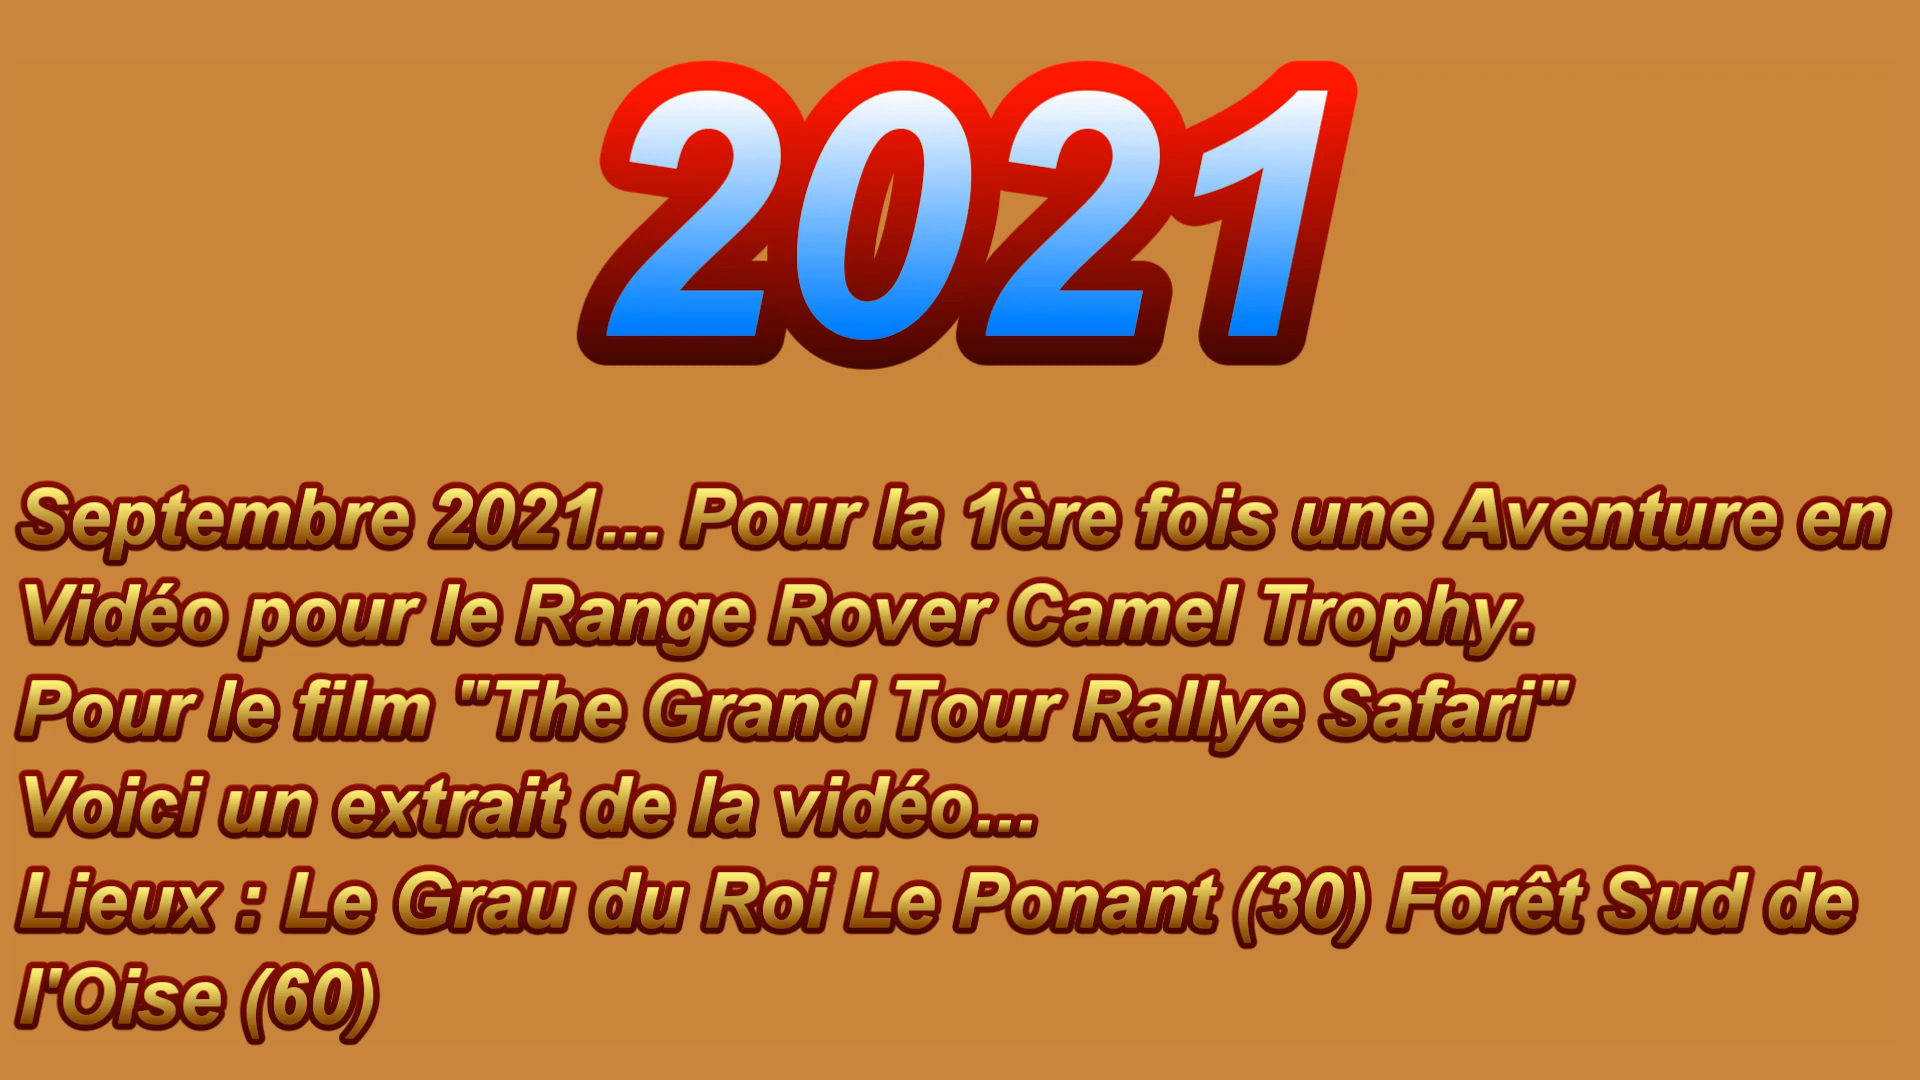 2021
Septembre 2021... Pour la 1ère fois une Aventure en
Vidéo pour le Range Rover Camel Trophy.
Pour le film "The Grand Tour Rallye Safari"
Voici un extrait de la vidéo...
Lieux : Le Grau du Roi Le Ponant (30) Forêt Sud de
l'Oise (60)